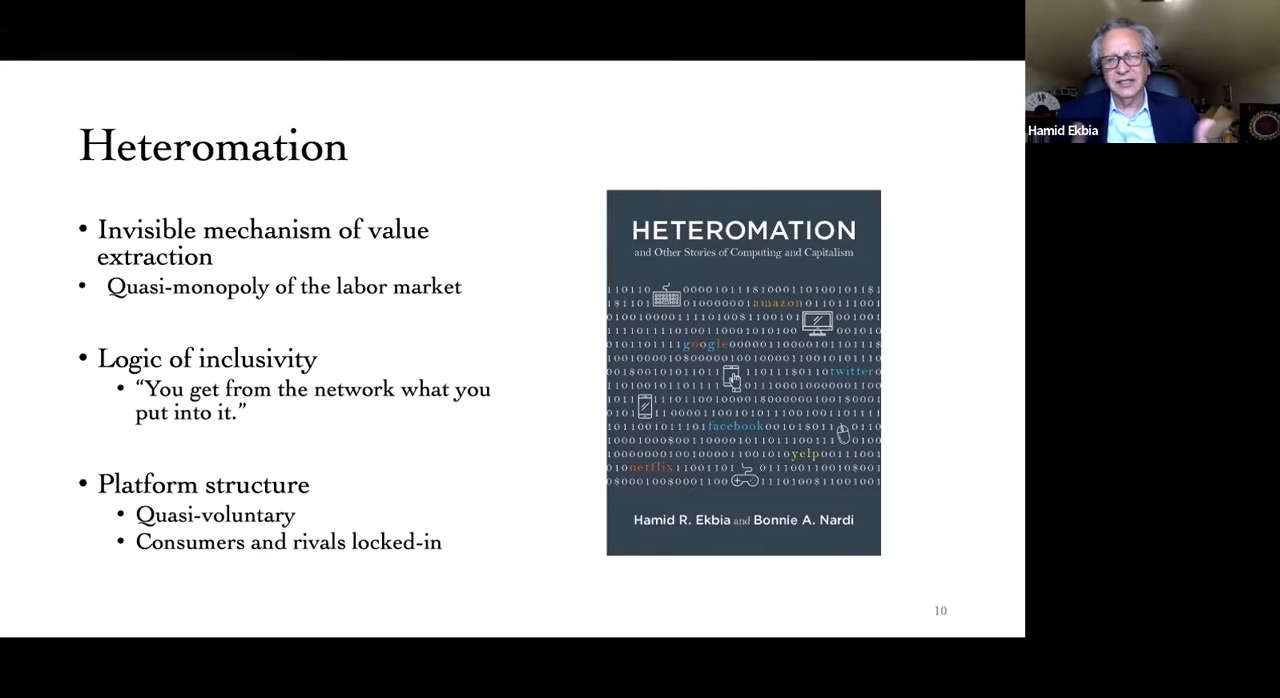 Heteromation
• Invisible mechanism of value
extraction
• Quasi-monopoly of the labor market
• Logic of inclusivity
• “You get from the network what you
put into it.”
• Platform structure
• Quasi-voluntary
• Consumers and rivals locked-in
HETEROMATION
and Other Stories of Computing and Capitalism
amazon
google
twitter
facebook
yelp
netflix
Hamid R. Ekbia and Bonnie A. Nardi
10
Hamid Ekbia